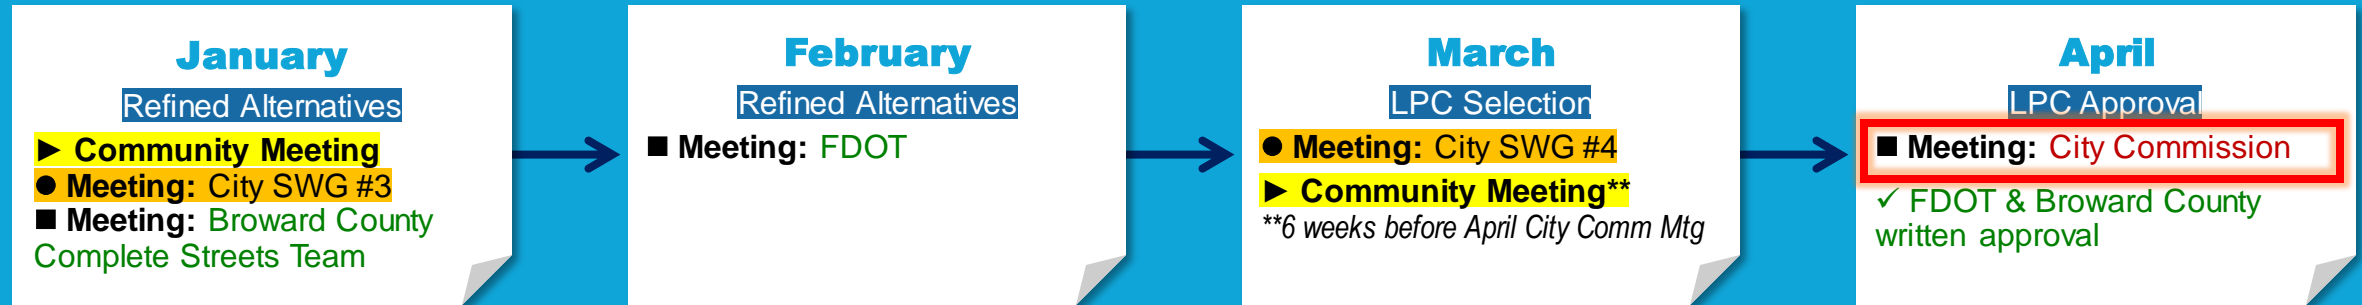 January
Refined Alternatives
► Community Meeting
● Meeting: City SWG #3
■ Meeting: Broward County
Complete Streets Team
February
Refined Alternatives
■ Meeting: FDOT
March
LPC Selection
● Meeting: City SWG #4
► Community Meeting**
**6 weeks before April City Comm Mtg
April
LPC Approval
■ Meeting: City Commission
✓ FDOT & Broward County
written approval